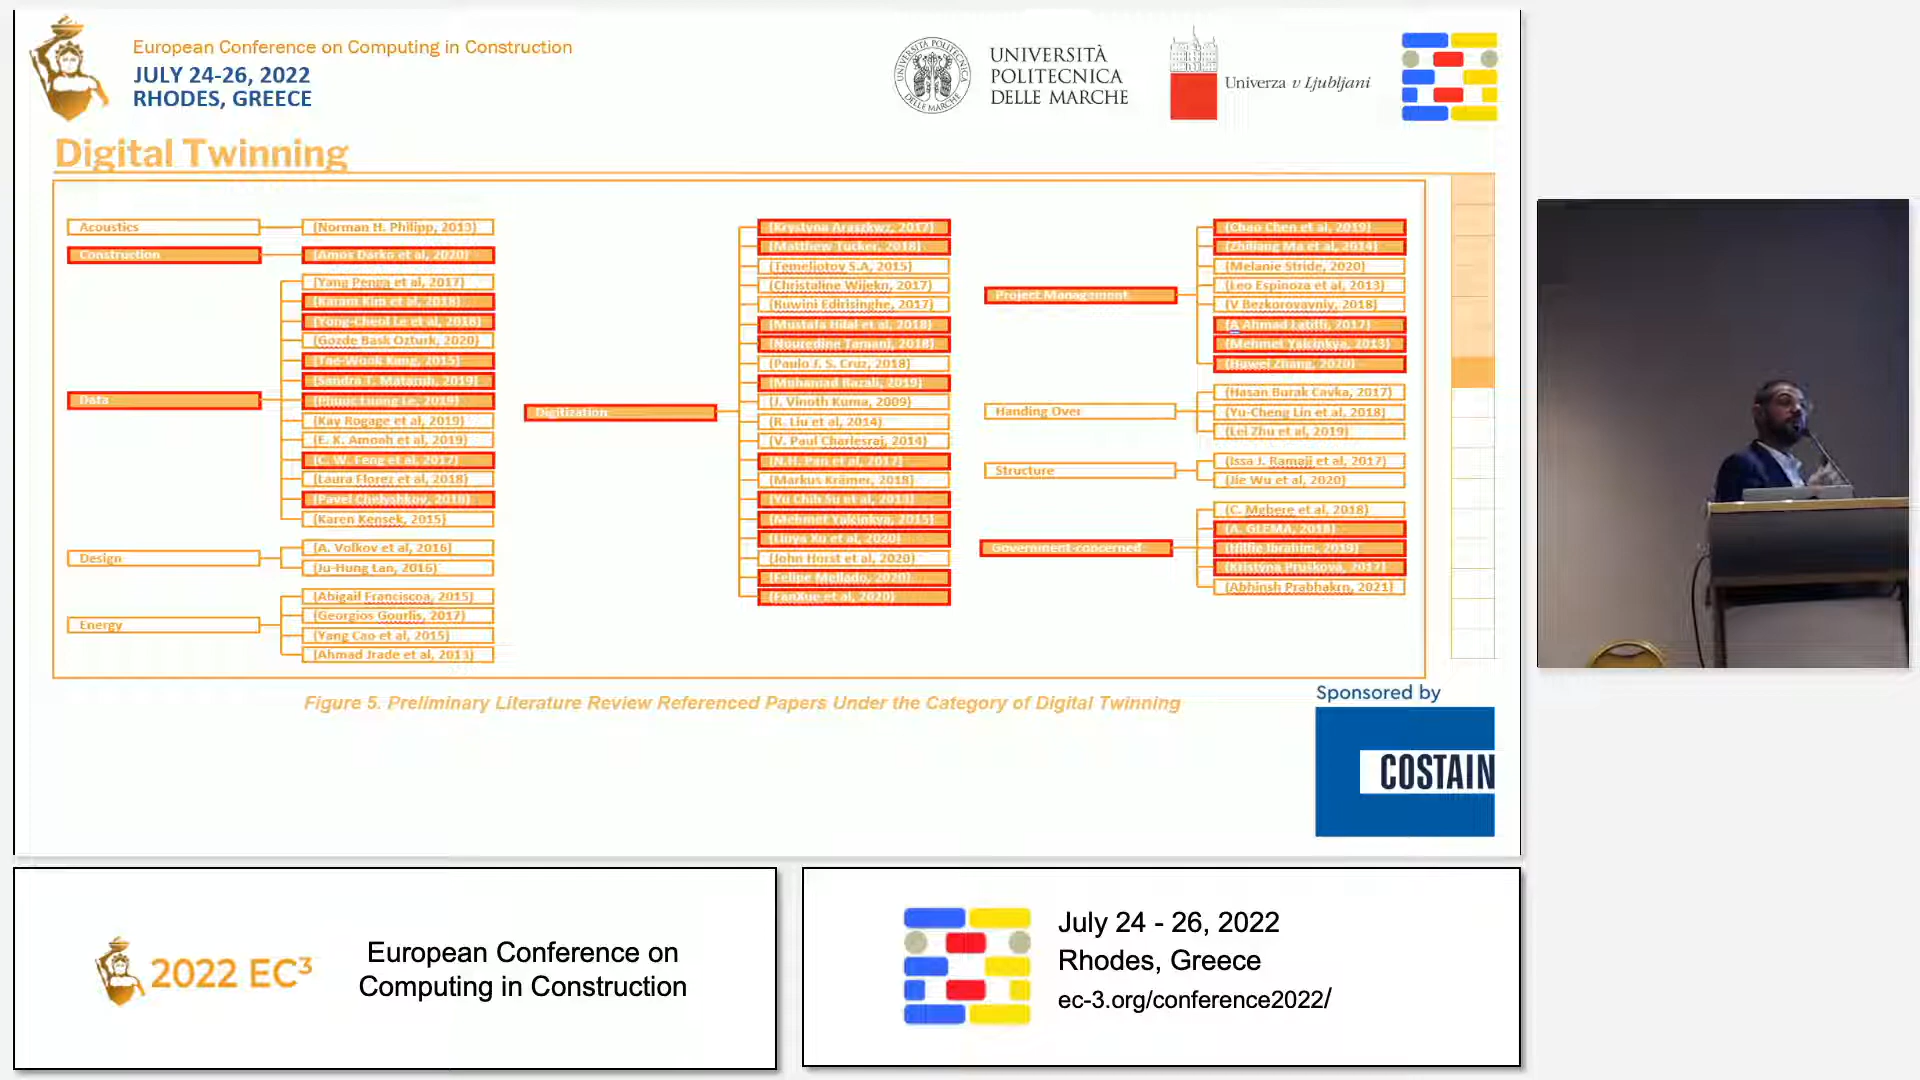 European Conference on Computing in Construction
JULY 24-26, 2022
RHODES, GREECE
UNIVERSITÀ
POLITECNICA
DELLE MARCHE
Univerza v Ljubljani
Digital Twinning
Acoustics
(Norman H. Philipp, 2013)
Construction
(Amos Darko et al, 2020)
Data
(Yang Penga et al, 2017)
(Karam Kim et al, 2018)
(Yong-Cheol Le et al, 2016)
(Gozde Bask Ozturk, 2020)
(Tae-Wook Kang, 2015)
(Sandra T. Matarnh, 2019)
(Phuoc Luong Le, 2019)
(Kay Rogage et al, 2019)
(E. K. Amoah et al, 2019)
(C. W. Feng et al, 2017)
(Laura Florez et al, 2018)
(Pavel Chelyshkov, 2018)
(Karen Kensek, 2015)
Design
(A. Volkov et al, 2016)
(Ju-Hung Lan, 2016)
Energy
(Abigail Franciscoa, 2015)
(Georgios Gourlis, 2017)
(Yang Cao et al, 2015)
(Ahmad Jrade et al, 2013)
Digitization
(Krystyna Araszkwz, 2017)
(Matthew Tucker, 2018)
(Temeljotov S.A, 2015)
(Christaline Wijekn, 2017)
(Ruwini Edirisinghe, 2017)
(Mustafa Hilal et al, 2018)
(Nouredine Tamani, 2018)
(Paulo J. S. Cruz, 2018)
(Muhamad Razali, 2019)
(J. Vinoth Kuma, 2009)
(R. Liu et al, 2014)
(V. Paul Charlesraj, 2014)
(N.H. Pan et al, 2017)
(Markus Krämer, 2018)
(Yu Chih Su et al, 2013)
(Mehmet Yalcinkya, 2015)
(Liuya Xu et al, 2020)
(John Horst et al, 2020)
(Felipe Mellado, 2020)
(FanXue et al, 2020)
Project Management
(Chao Chen et al, 2019)
(Zhiliang Ma et al, 2014)
(Melanie Stride, 2020)
(Leo Espinoza et al, 2013)
(V Bezkorovayniy, 2018)
(A Ahmad Latiffi, 2017)
(Mehmet Yalcinkya, 2013)
(Huwei Zhang, 2020)
Handing Over
(Hasan Burak Cavka, 2017)
(Yu-Cheng Lin et al, 2018)
(Lei Zhu et al, 2019)
Structure
(Issa J. Ramaji et al, 2017)
(Jie Wu et al, 2020)
Government-concerned
(C. Mgbere et al, 2018)
(A. GLEMA, 2018)
(Hillie Ibrahim, 2019)
(Kristyna Pruskova, 2017)
(Abhinsh Prabhakrn, 2021)
Figure 5. Preliminary Literature Review Referenced Papers Under the Category of Digital Twinning
Sponsored by
COSTAIN
2022 EC³
European Conference on
Computing in Construction
July 24 - 26, 2022
Rhodes, Greece
ec-3.org/conference2022/